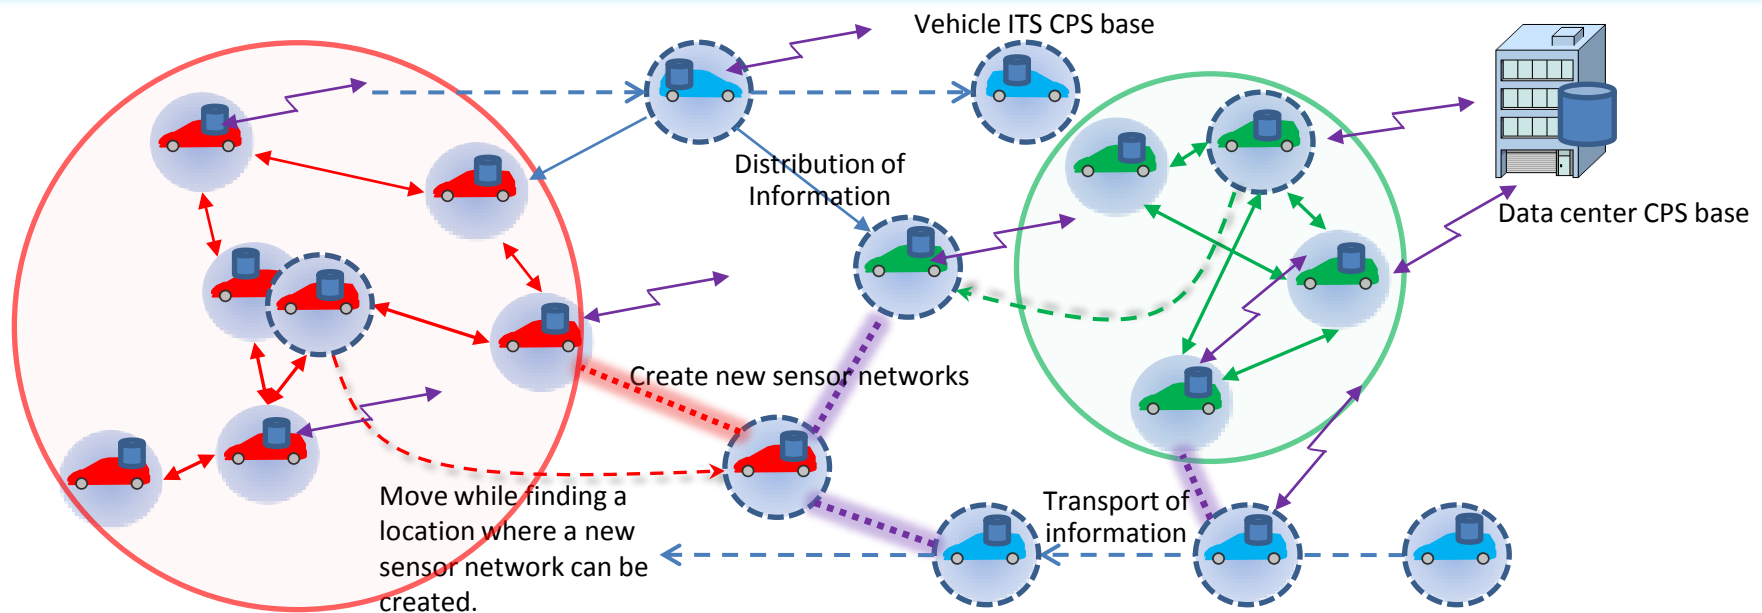 Vehicle ITS CPS base
Distribution of
Information
Data center CPS base
Create new sensor networks
Move while finding a
location where a new
sensor network can be
created.
Transport of
information